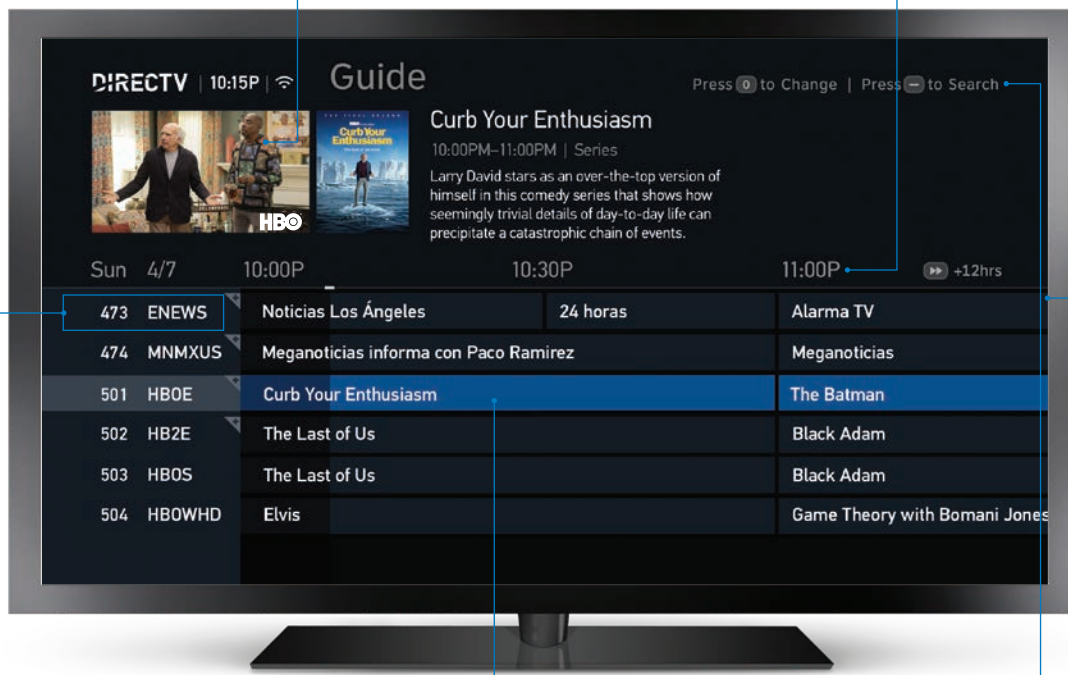 DIRECTV | 10:15P
Guide
Press 0 to Change | Press — to Search
HBO
Curb Your Enthusiasm
Curb Your Enthusiasm
10:00PM–11:00PM | Series
Larry David stars as an over-the-top version of
himself in this comedy series that shows how
seemingly trivial details of day-to-day life can
precipitate a catastrophic chain of events.
Sun 4/7 10:00P 10:30P 11:00P +12hrs
473 ENEWS Noticias Los Ángeles 24 horas Alarma TV
474 MNMXUS Meganoticias informa con Paco Ramirez Meganoticias
501 HBOE Curb Your Enthusiasm The Batman
502 HB2E The Last of Us Black Adam
503 HBOS The Last of Us Black Adam
504 HBOWHD Elvis Game Theory with Bomani Jones